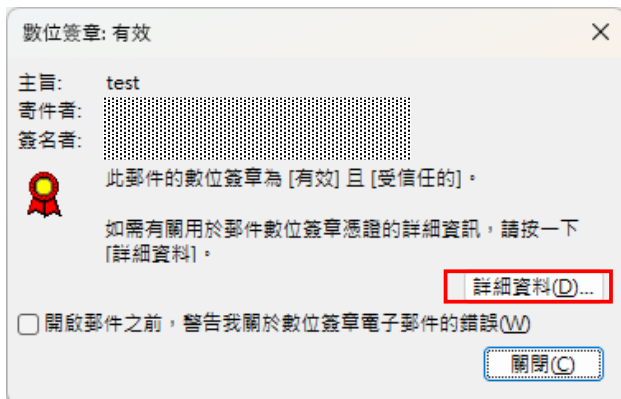 數位簽章: 有效
主旨: test
寄件者:
簽名者:
此郵件的數位簽章為 [有效] 且 [受信任的]。
如需有關用於郵件數位簽章憑證的詳細資訊，請按一下
[詳細資料]。
詳細資料(D)...
開啟郵件之前，警告我關於數位簽章電子郵件的錯誤(W)
關閉(C)